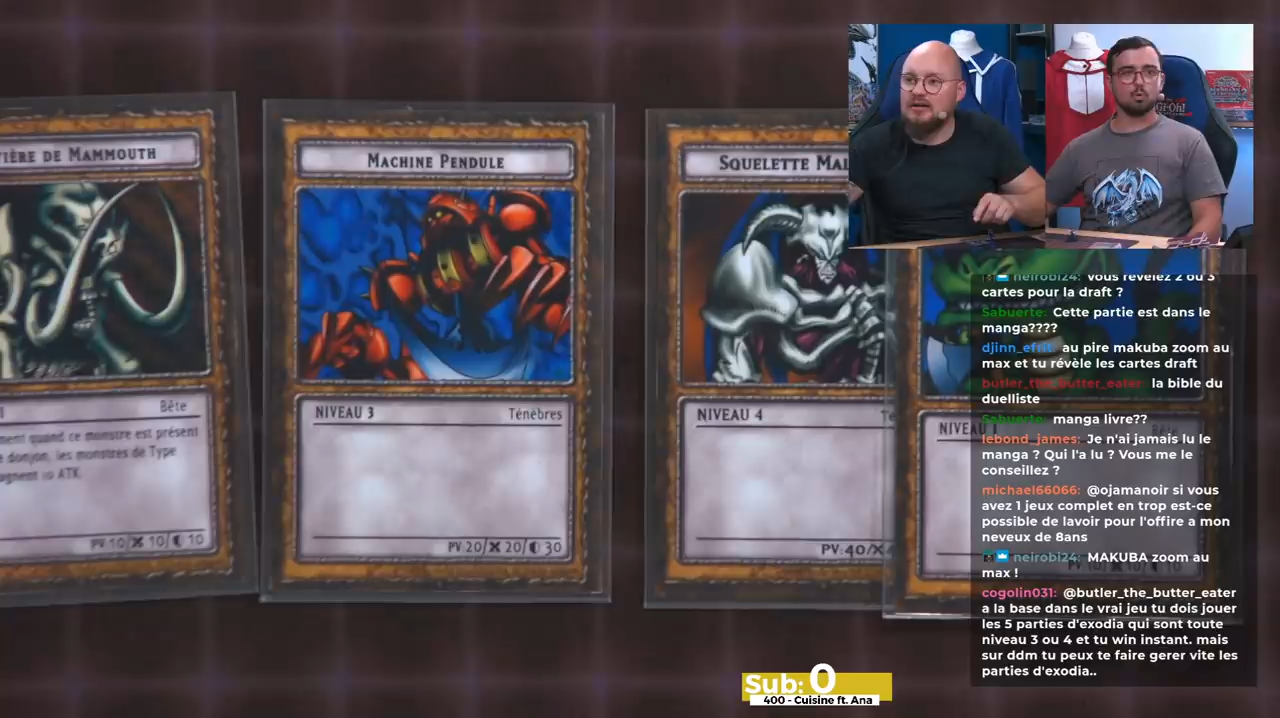 DE MAMMOUTH
Bête
quand ce monstre est présent
donjon, les monstres de Type
10 ATK.
PV 10/ 10/ 10
MACHINE PENDULE
NIVEAU 3 Ténèbres
PV 20/ 20/ 30
SQUELETTE
NIVEAU 4
PV 40/
NIVEAU
neirobi24: vous révélez 2 ou 3
cartes pour la draft ?
Sabuerte: Cette partie est dans le
manga????
djinn_efrit: au pire makuba zoom au
max et tu révèle les cartes draft
butler_the_butter_eater: la bible du
duelliste
Sabuerte: manga livre??
lebond_james: Je n'ai jamais lu le
manga ? Qui l'a lu ? Vous me le
conseillez ?
michael66066: @ojamanoir si vous
avez 1 jeux complet en trop est-ce
possible de lavoir pour l'offire a mon
neveux de 8ans
neirobi24: MAKUBA zoom au
max !
cogolin031: @butler_the_butter_eater
a la base dans le vrai jeu tu dois jouer
les 5 parties d'exodia qui sont toute
niveau 3 ou 4 et tu win instant. mais
sur ddm tu peux te faire gerer vite les
parties d'exodia..
Sub: 0
400 - Cuisine ft. Ana